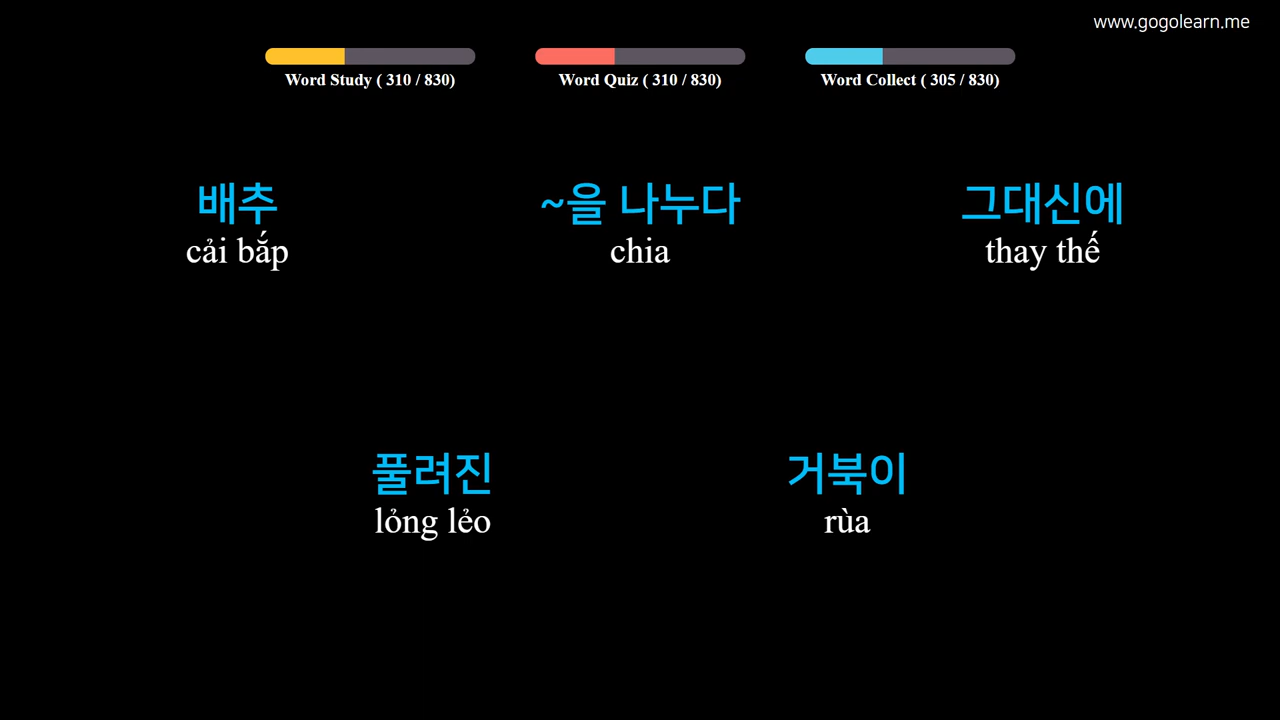 www.gogolearn.me
Word Study ( 310 / 830)
Word Quiz ( 310 / 830)
Word Collect ( 305 / 830)
배추
cải bắp
~을 나누다
chia
그대신에
thay thế
풀려진
lỏng lẻo
거북이
rùa